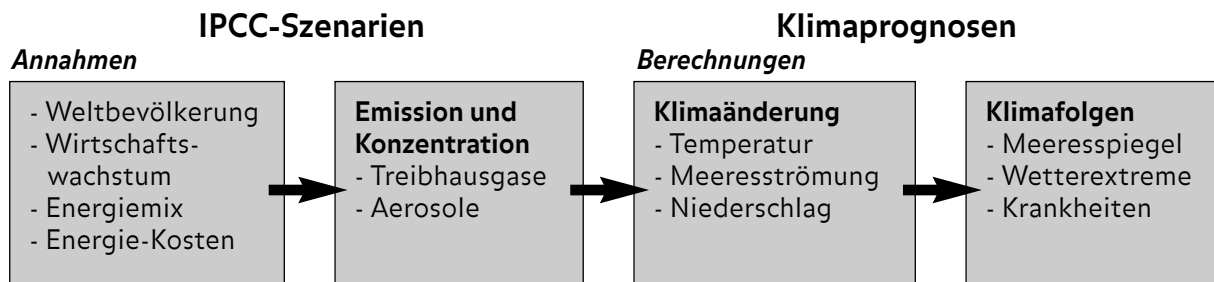 IPCC-Szenarien
Klimaprognosen
Annahmen
Berechnungen
- Weltbevölkerung
- Wirtschafts-
wachstum
- Energiemix
- Energie-Kosten
Emission und
Konzentration
- Treibhausgase
- Aerosole
Klimaänderung
- Temperatur
- Meeresströmung
- Niederschlag
Klimafolgen
- Meeresspiegel
- Wetterextreme
- Krankheiten